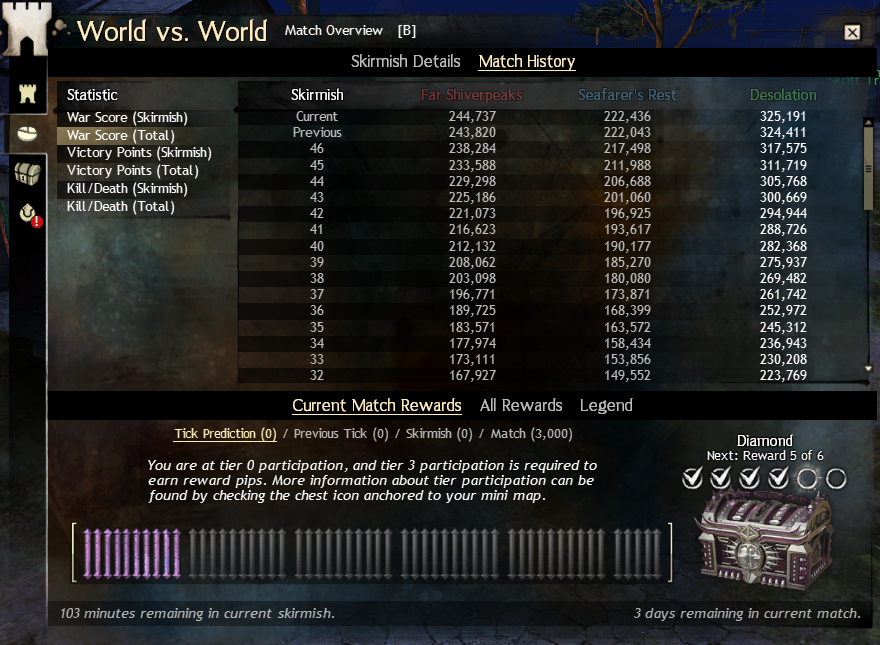 World vs. World Match Overview [B]
Skirmish Details Match History
Statistic Skirmish Far Shiverpeaks Seafarer's Rest Desolation
War Score (Skirmish)
War Score (Total)
Victory Points (Skirmish)
Victory Points (Total)
Kill/Death (Skirmish)
Kill/Death (Total)
Current 244,737 222,436 325,191
Previous 243,820 222,043 324,411
46 238,284 217,498 317,575
45 233,588 211,988 311,719
44 229,298 206,688 305,768
43 225,186 201,060 300,669
42 221,073 196,925 294,944
41 216,623 193,617 288,726
40 212,132 190,177 282,368
39 208,062 185,270 275,937
38 203,098 180,080 269,482
37 196,771 173,871 261,742
36 189,725 168,399 252,972
35 183,571 163,572 245,312
34 177,974 158,434 236,943
33 173,111 153,856 230,208
32 167,927 149,552 223,769
Current Match Rewards All Rewards Legend
Tick Prediction (0) / Previous Tick (0) / Skirmish (0) / Match (3,000)
You are at tier 0 participation, and tier 3 participation is required to
earn reward pips. More information about tier participation can be
found by checking the chest icon anchored to your mini map.
Diamond
Next: Reward 5 of 6
103 minutes remaining in current skirmish.
3 days remaining in current match.